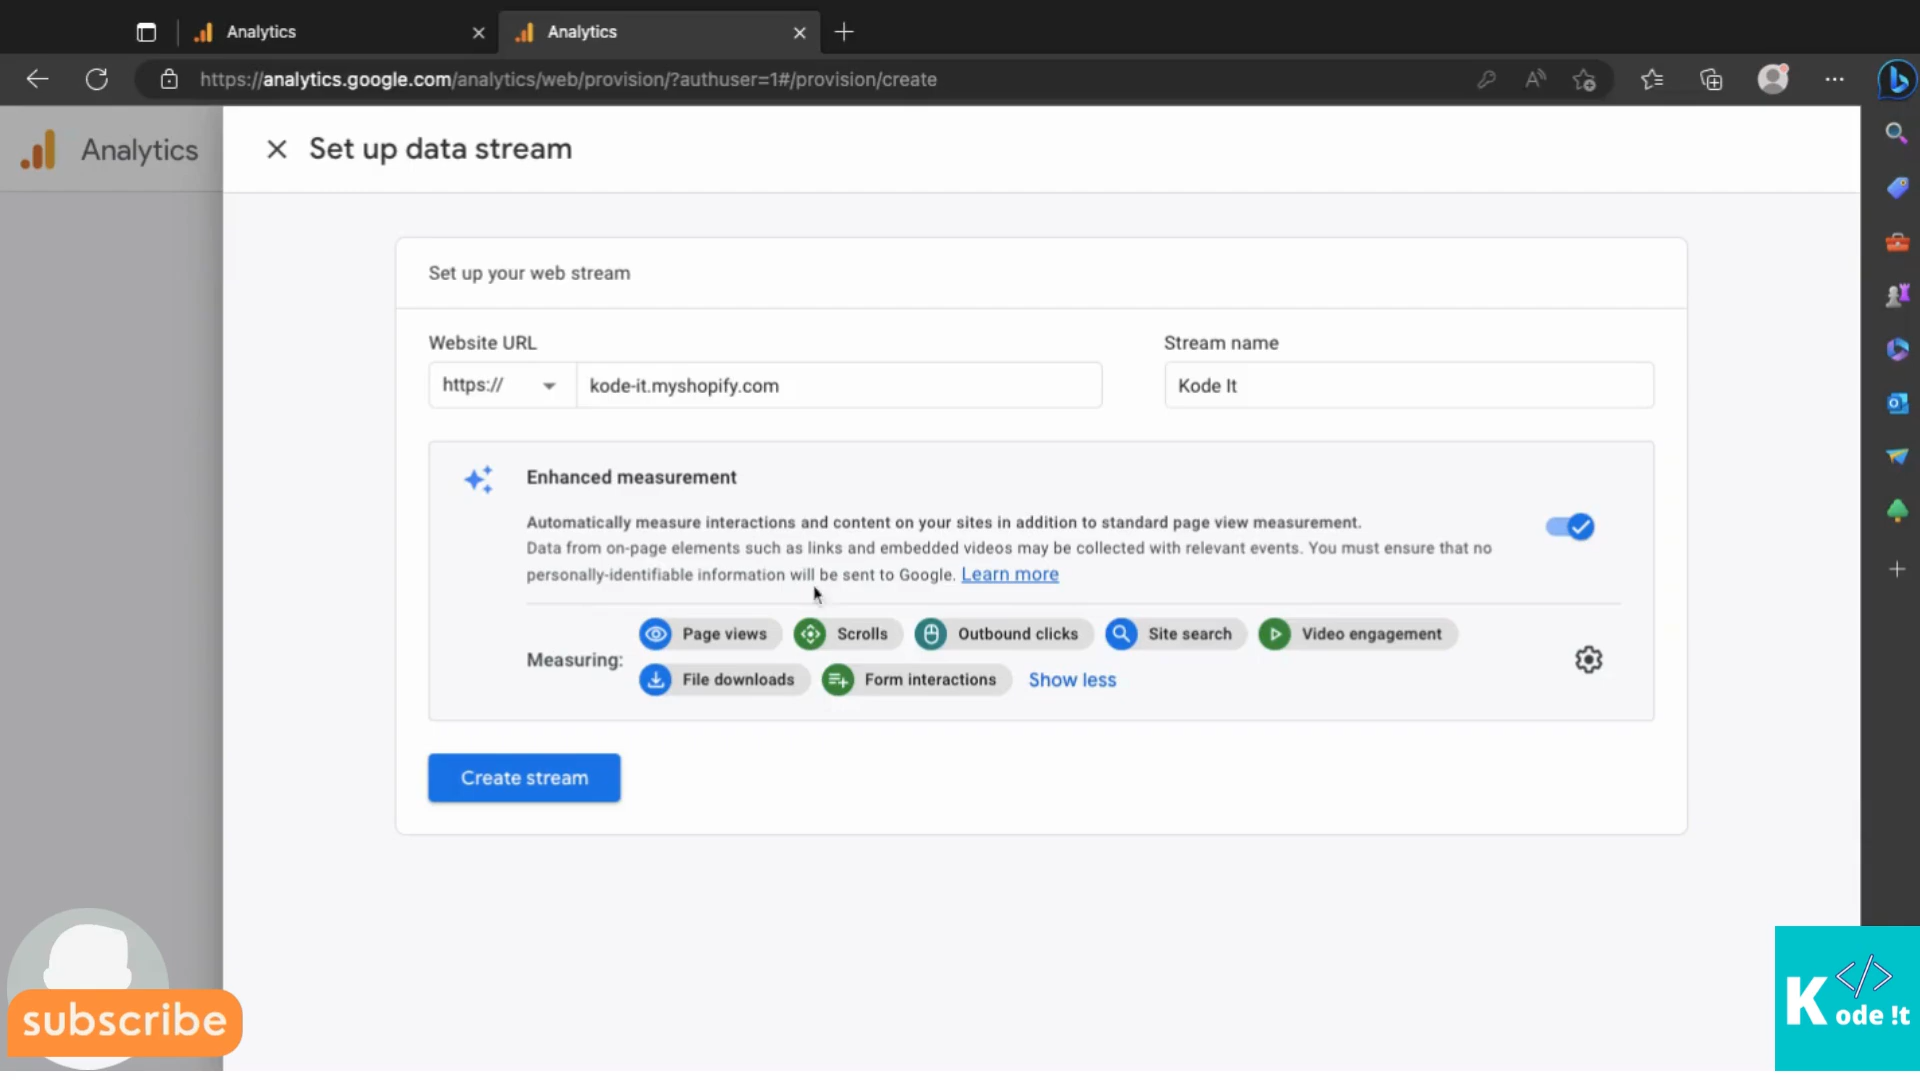 Analytics
Analytics
https://analytics.google.com/analytics/web/provision/?authuser=1#/provision/create
Analytics
Set up data stream
Set up your web stream
Website URL
Stream name
https://
kode-it.myshopify.com
Kode It
Enhanced measurement
Automatically measure interactions and content on your sites in addition to standard page view measurement.
Data from on-page elements such as links and embedded videos may be collected with relevant events. You must ensure that no
personally-identifiable information will be sent to Google. Learn more
Measuring:
Page views
Scrolls
Outbound clicks
Site search
Video engagement
File downloads
Form interactions
Show less
Create stream
subscribe
</>
Kode !t